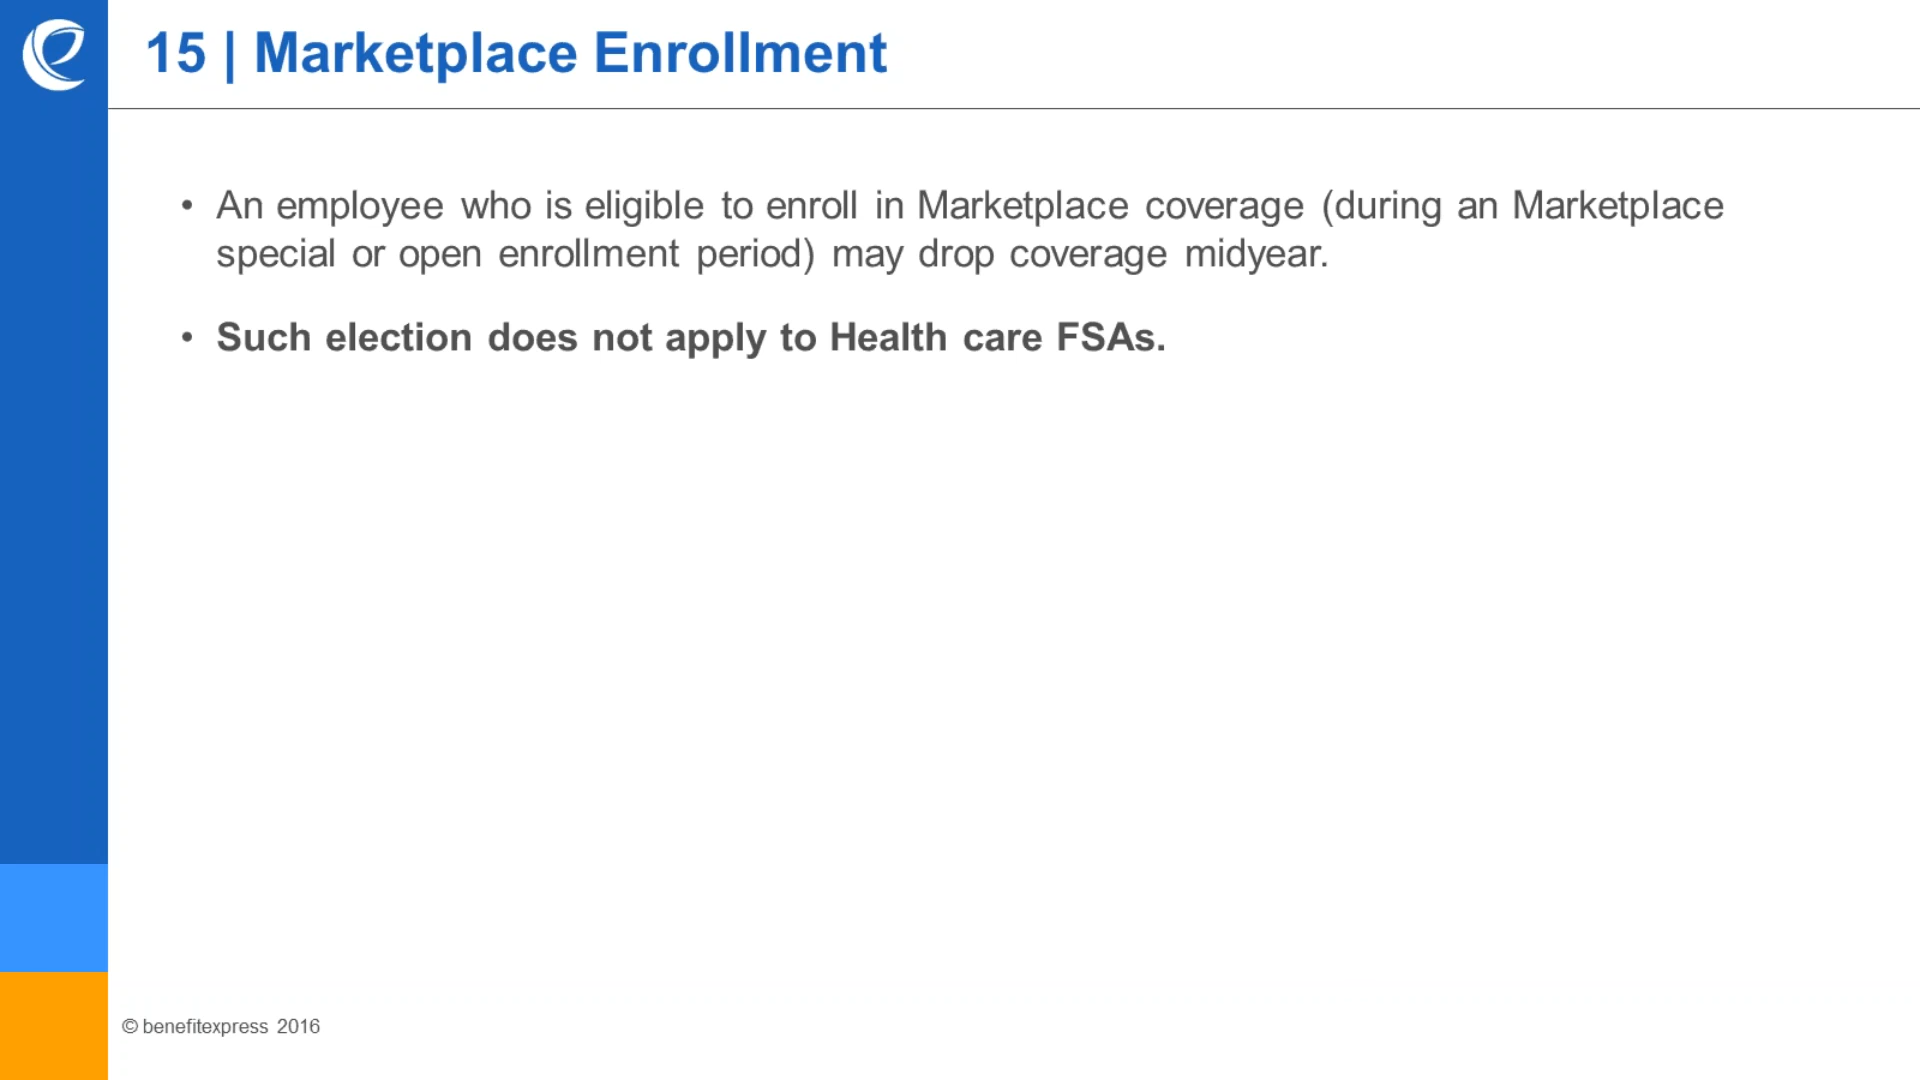 15 | Marketplace Enrollment
• An employee who is eligible to enroll in Marketplace coverage (during an Marketplace
special or open enrollment period) may drop coverage midyear.
• Such election does not apply to Health care FSAs.
© benefitexpress 2016